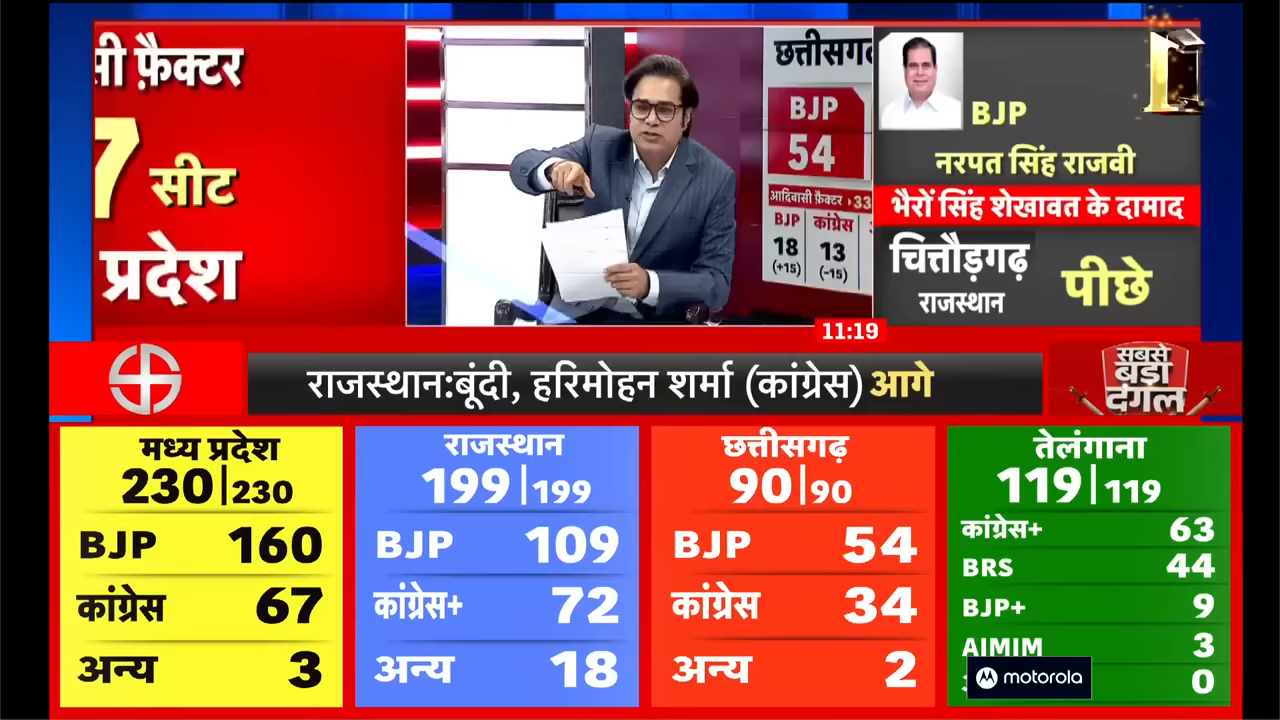 सी फ़ैक्टर
7 सीट
प्रदेश
छत्तीसगढ़
BJP
54
आदिवासी फ़ैक्टर 33
BJP
18
(+15)
कांग्रेस
13
(-15)
BJP
नरपत सिंह राजवी
भैरों सिंह शेखावत के दामाद
चित्तौड़गढ़
राजस्थान
पीछे
11:19
राजस्थान:बूंदी, हरिमोहन शर्मा (कांग्रेस) आगे
सबसे
बड़ा
दंगल
मध्य प्रदेश
230|230
BJP 160
कांग्रेस 67
अन्य 3
राजस्थान
199|199
BJP 109
कांग्रेस+ 72
अन्य 18
छत्तीसगढ़
90|90
BJP 54
कांग्रेस 34
अन्य 2
तेलंगाना
119|119
कांग्रेस+ 63
BRS 44
BJP+ 9
AIMIM 3
0
motorola